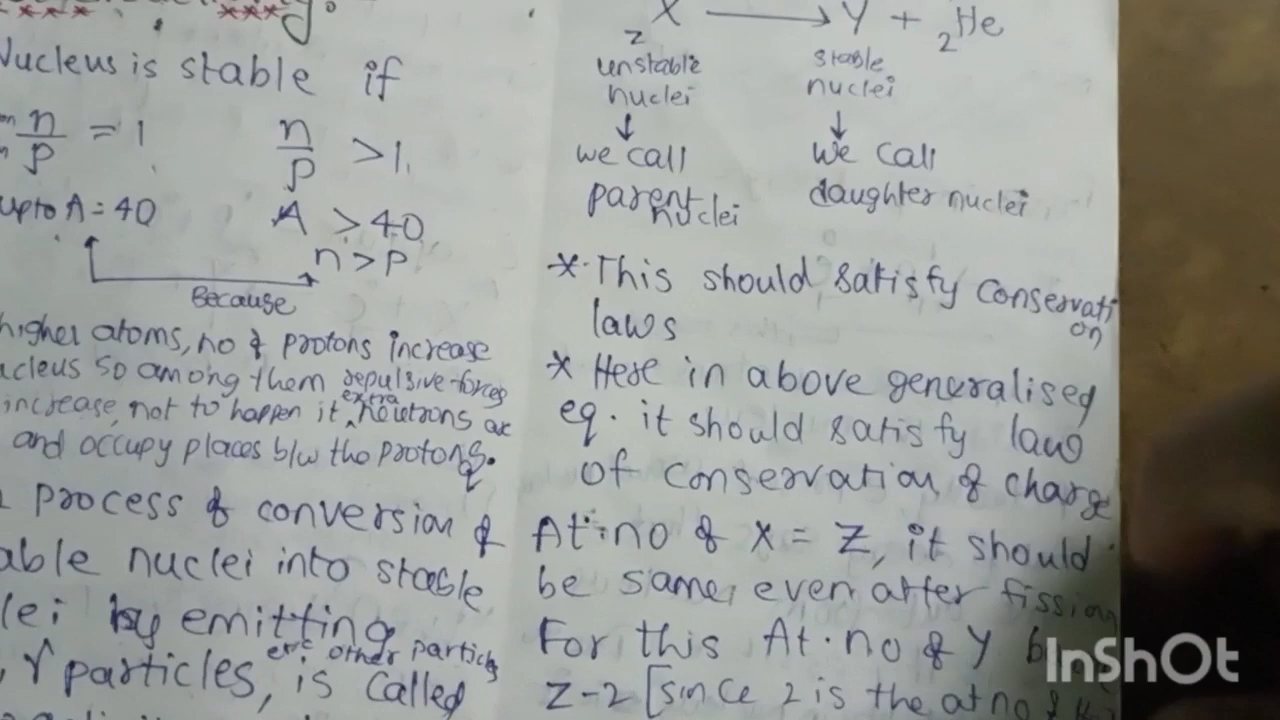 Nucleus is stable if
n/p = 1
n/p > 1
upto A = 40
A > 40
n > p
Because
higher atoms, no of protons increase
so among them repulsive forces
increase, not to happen it extra neutrons are
and occupy places b/w the protons.
process of conversion of
nuclei into stable
by emitting
etc other particles
γ particles, is called
X → Y + 2He
Z
unstable stable
nuclei nuclei
↓ ↓
we call We call
parent nuclei daughter nuclei
* This should satisfy conservation
laws
* Here in above generalised
eq. it should satisfy law
of conservation of charge
At.no of X = Z, it should
be same, even after fission
For this At.no of Y
Z-2 [since 2 is the at no of
InShOt